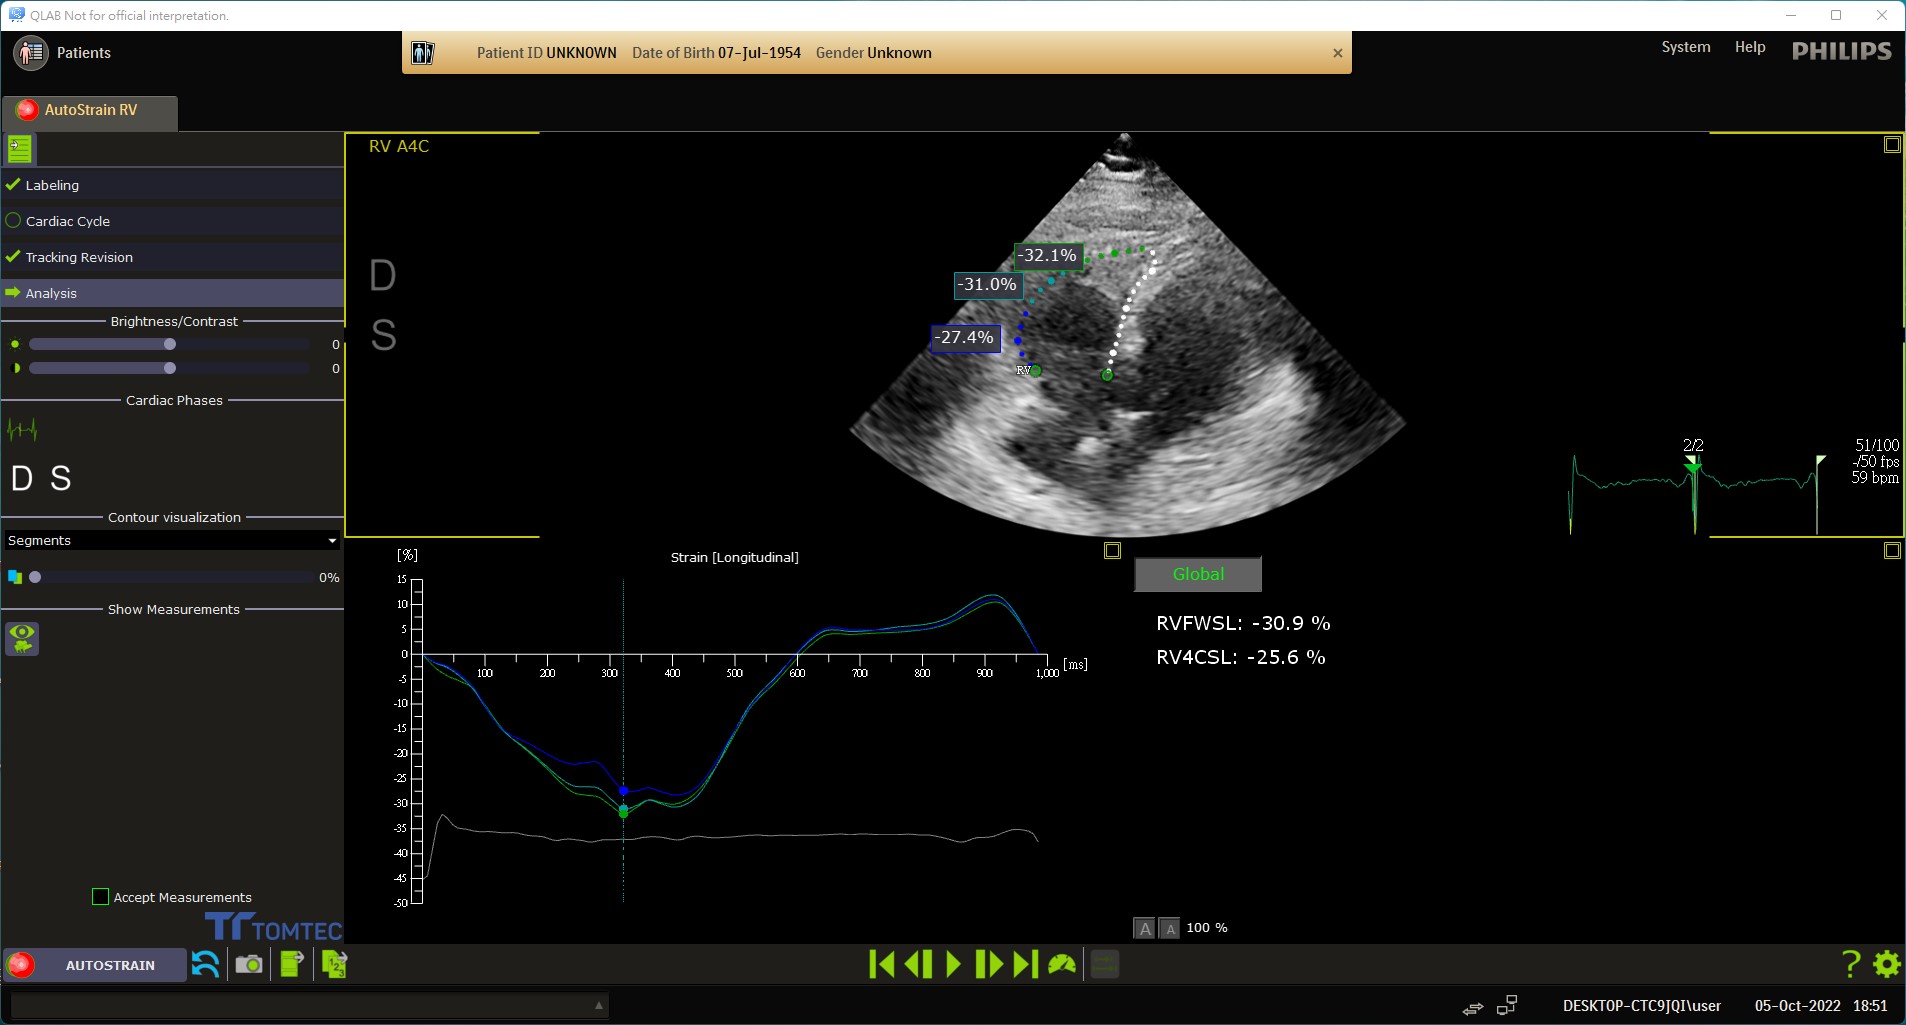 QLAB Not for official interpretation.
Patients
Patient ID UNKNOWN Date of Birth 07-Jul-1954 Gender Unknown
System Help PHILIPS
AutoStrain RV
Labeling
Cardiac Cycle
Tracking Revision
Analysis
Brightness/Contrast
0
0
Cardiac Phases
D S
Contour visualization
Segments
0%
Show Measurements
Accept Measurements
TOMTEC
RV A4C
D
S
-32.1%
-31.0%
-27.4%
RV
2/2
51/100
-/50 fps
59 bpm
[%]
Strain [Longitudinal]
15
10
5
0
-5
-10
-15
-20
-25
-30
-35
-40
-45
-50
100 200 300 400 500 600 700 800 900 1,000 [ms]
Global
RVFWSL: -30.9 %
RV4CSL: -25.6 %
A A 100 %
AUTOSTRAIN
1 2 3
?
DESKTOP-CTC9JQI\user 05-Oct-2022 18:51